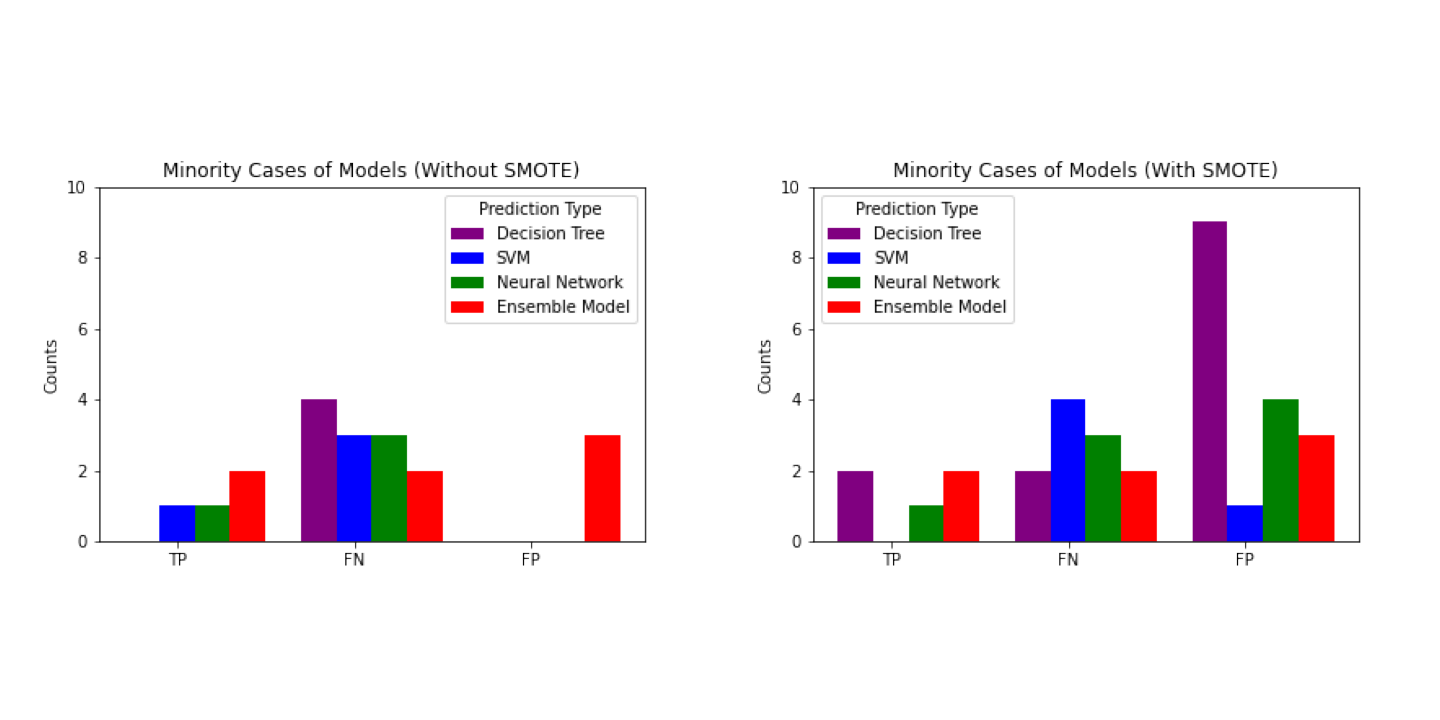 Minority Cases of Models (Without SMOTE)
10
8
6
4
2
0
Counts
Prediction Type
Decision Tree
SVM
Neural Network
Ensemble Model
TP
FN
FP
Minority Cases of Models (With SMOTE)
10
8
6
4
2
0
Counts
Prediction Type
Decision Tree
SVM
Neural Network
Ensemble Model
TP
FN
FP